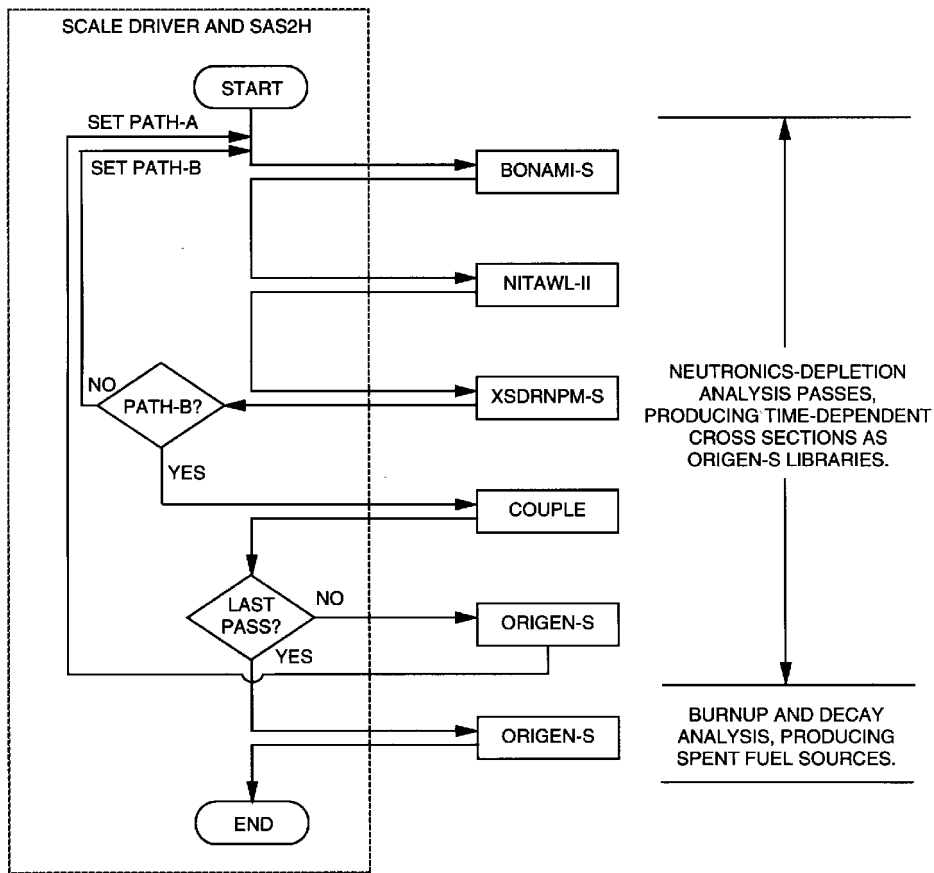 SCALE DRIVER AND SAS2H
START
SET PATH-A
SET PATH-B
BONAMI-S
NITAWL-II
XSDRNPM-S
NO
PATH-B?
YES
COUPLE
LAST
PASS?
NO
YES
ORIGEN-S
ORIGEN-S
END
NEUTRONICS-DEPLETION
ANALYSIS PASSES,
PRODUCING TIME-DEPENDENT
CROSS SECTIONS AS
ORIGEN-S LIBRARIES.
BURNUP AND DECAY
ANALYSIS, PRODUCING
SPENT FUEL SOURCES.